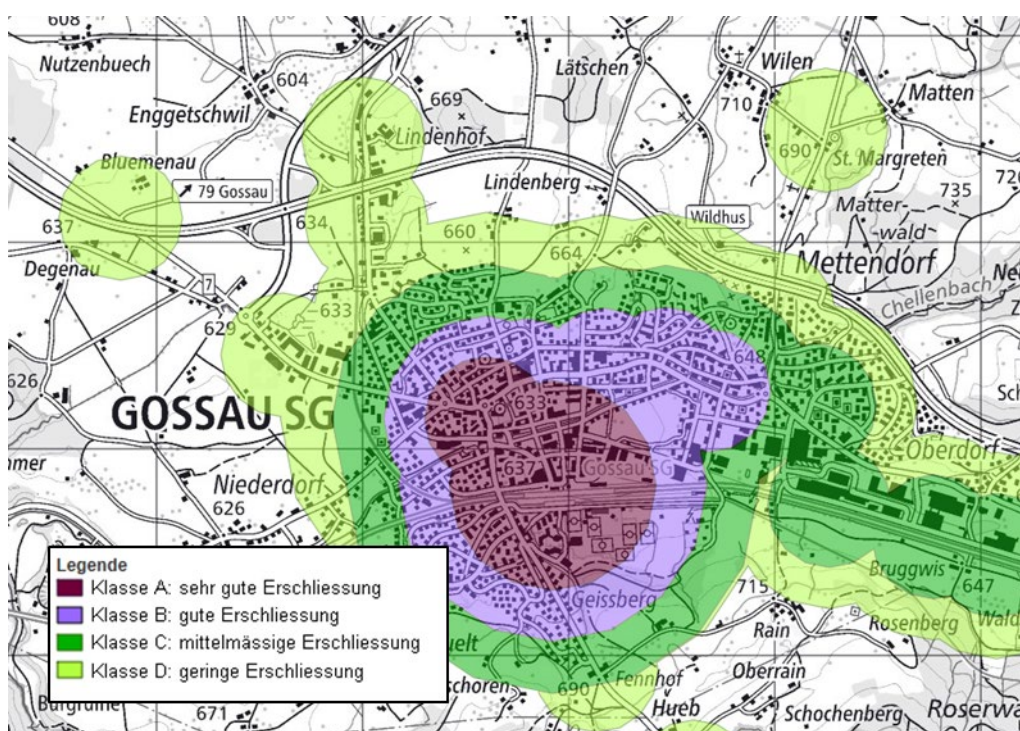 608
Nutzenbuech
604
Enggetschwil
669
Lindenhof
Lätschen
Wilen
710
Matten
690
St. Margreten
Bluemenau
79 Gossau
Lindenberg
Wildhus
735
Matter-
wald
637
634
660
664
Degenau
7
Mettendorf
Chellenbach
629
633
648
626
GOSSAU SG
633
637
Gossau SG
Oberdorf
Niederdorf
626
Bruggwis
647
Geissberg
715
Rosenberg
Rain
Fennhof
690
Oberrain
Hueb
Schochenberg
671
Legende
Klasse A: sehr gute Erschliessung
Klasse B: gute Erschliessung
Klasse C: mittelmässige Erschliessung
Klasse D: geringe Erschliessung